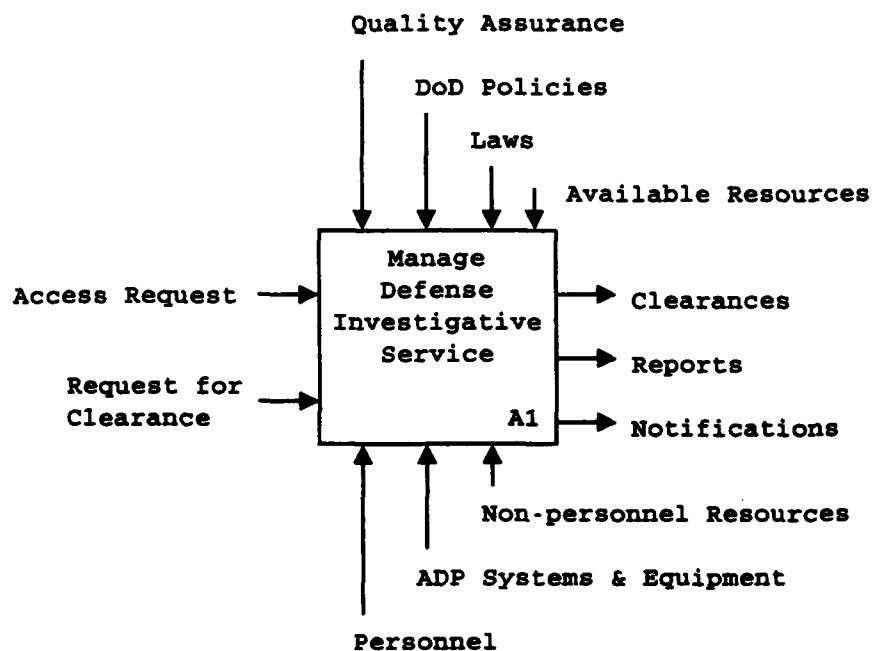 Quality Assurance
DoD Policies
Laws
Available Resources
Manage
Defense
Investigative
Service
A1
Access Request
Request for
Clearance
Clearances
Reports
Notifications
Non-personnel Resources
ADP Systems & Equipment
Personnel